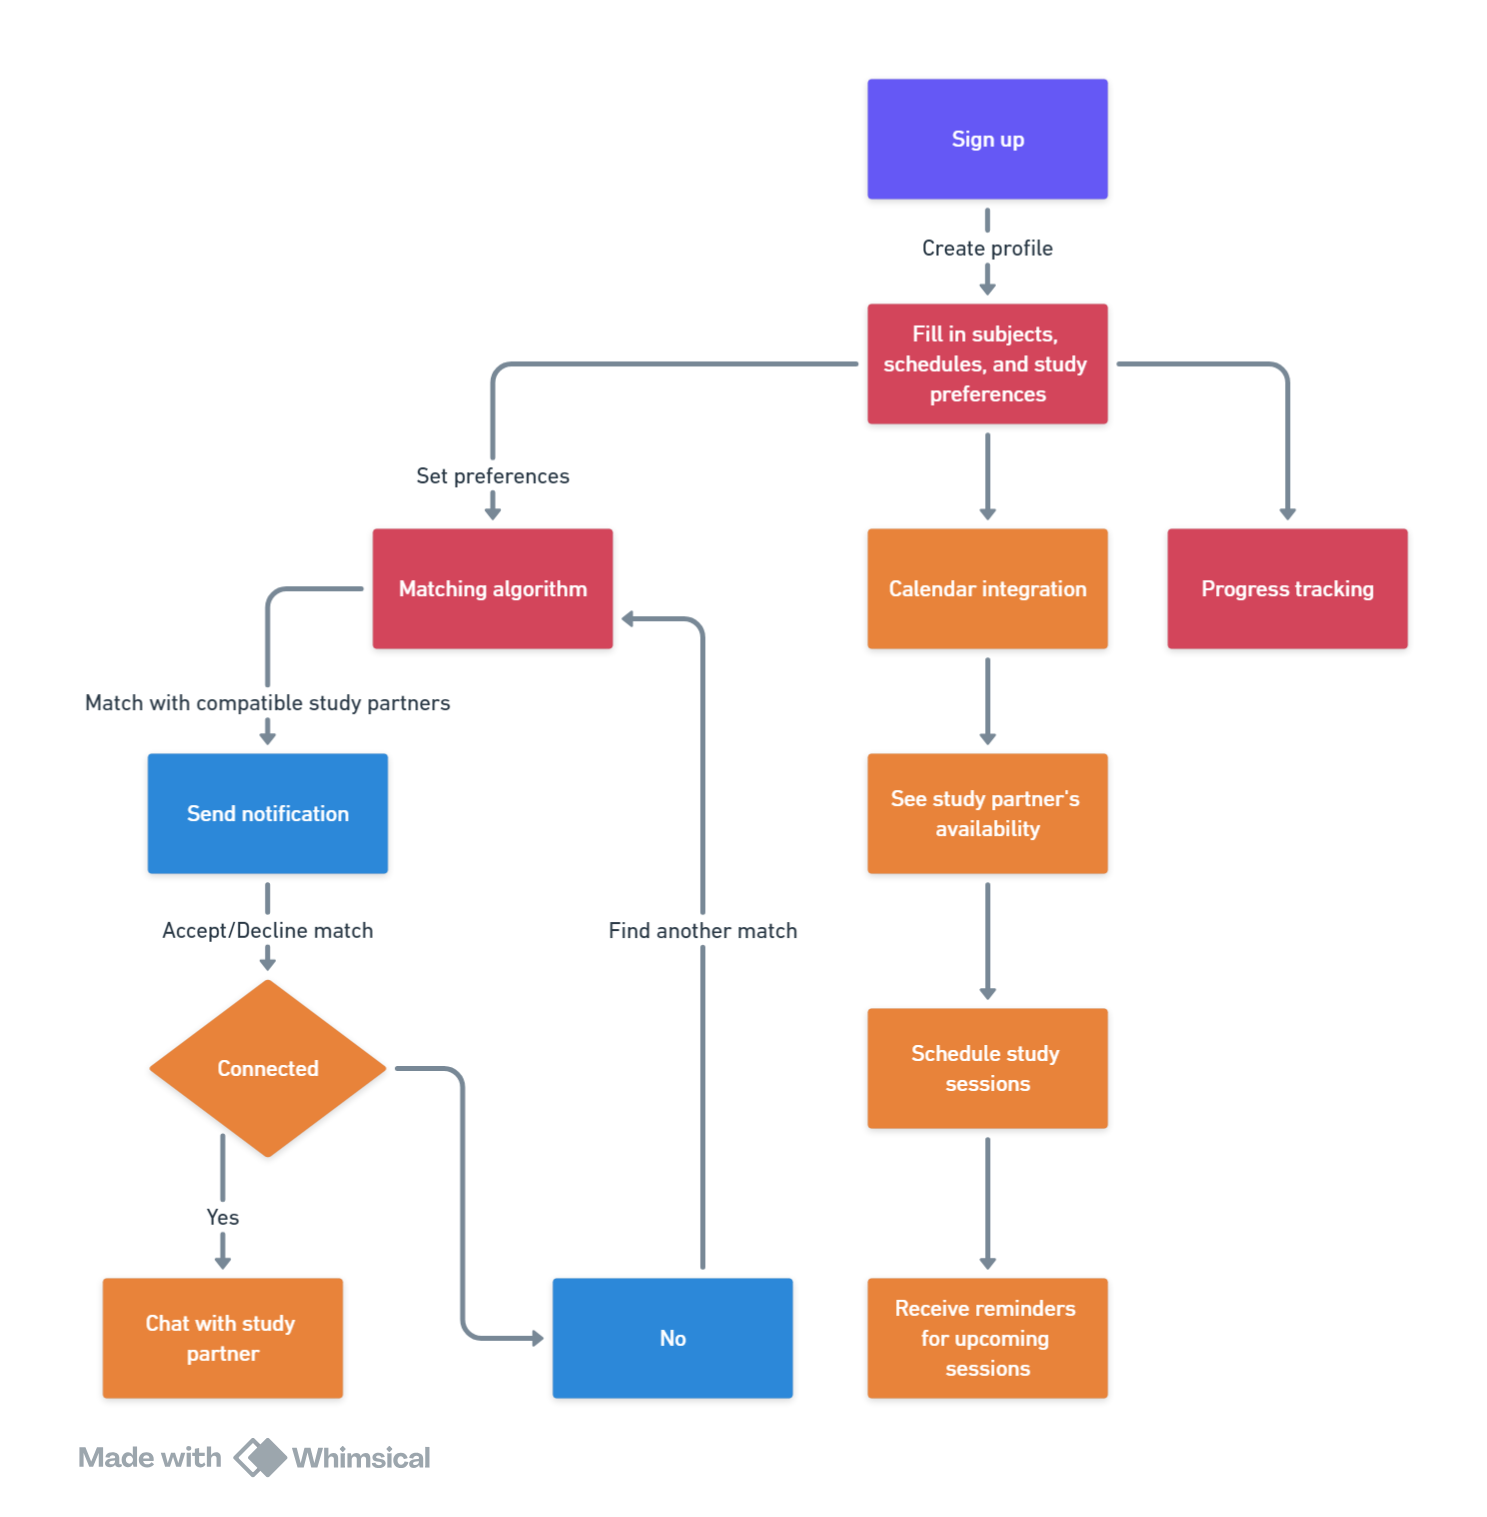 Sign up
Create profile
Fill in subjects,
schedules, and study
preferences
Set preferences
Matching algorithm
Calendar integration
Progress tracking
Match with compatible study partners
Send notification
See study partner's
availability
Accept/Decline match
Find another match
Connected
Schedule study
sessions
Yes
Chat with study
partner
No
Receive reminders
for upcoming
sessions
Made with Whimsical